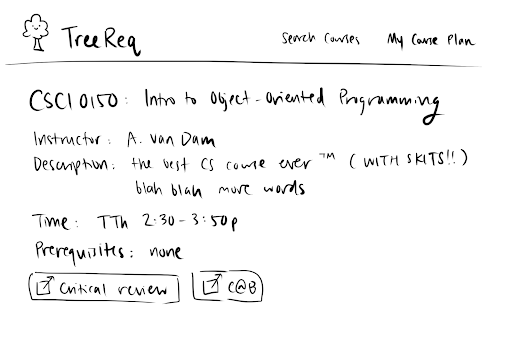 TreeReq
Search Courses
My Course Plan
CSCI 0150: Intro to Object-Oriented Programming
Instructor: A. van Dam
Description: the best CS course ever ™ (WITH SKITS!!)
blah blah more words
Time: TTh 2:30-3:50p
Prerequisites: none
Critical review
C@B